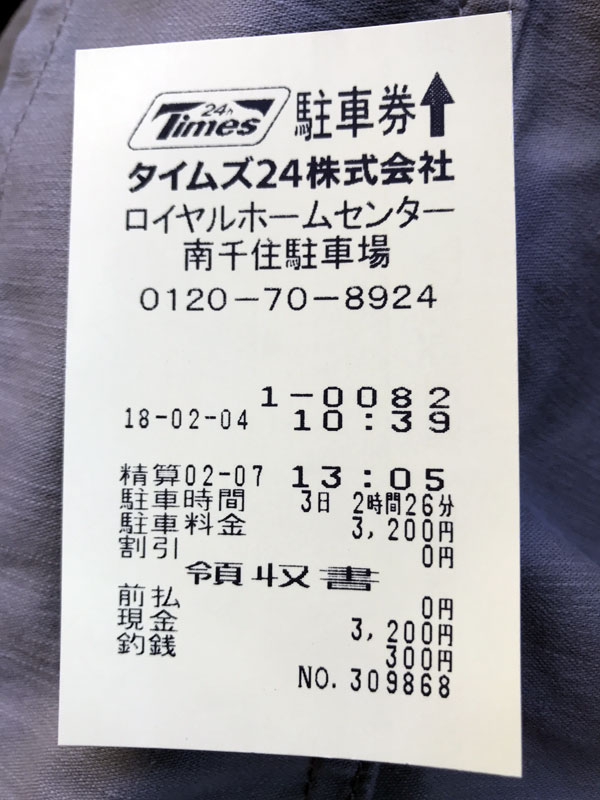 24h Times 駐車券↑
タイムズ24株式会社
ロイヤルホームセンター
南千住駐車場
0120-70-8924
1-0082
18-02-04 10:39
精算02-07 13:05
駐車時間 3日 2時間26分
駐車料金 3,200円
割引 0円
領収書
前払 0円
現金 3,200円
釣銭 300円
NO.309868